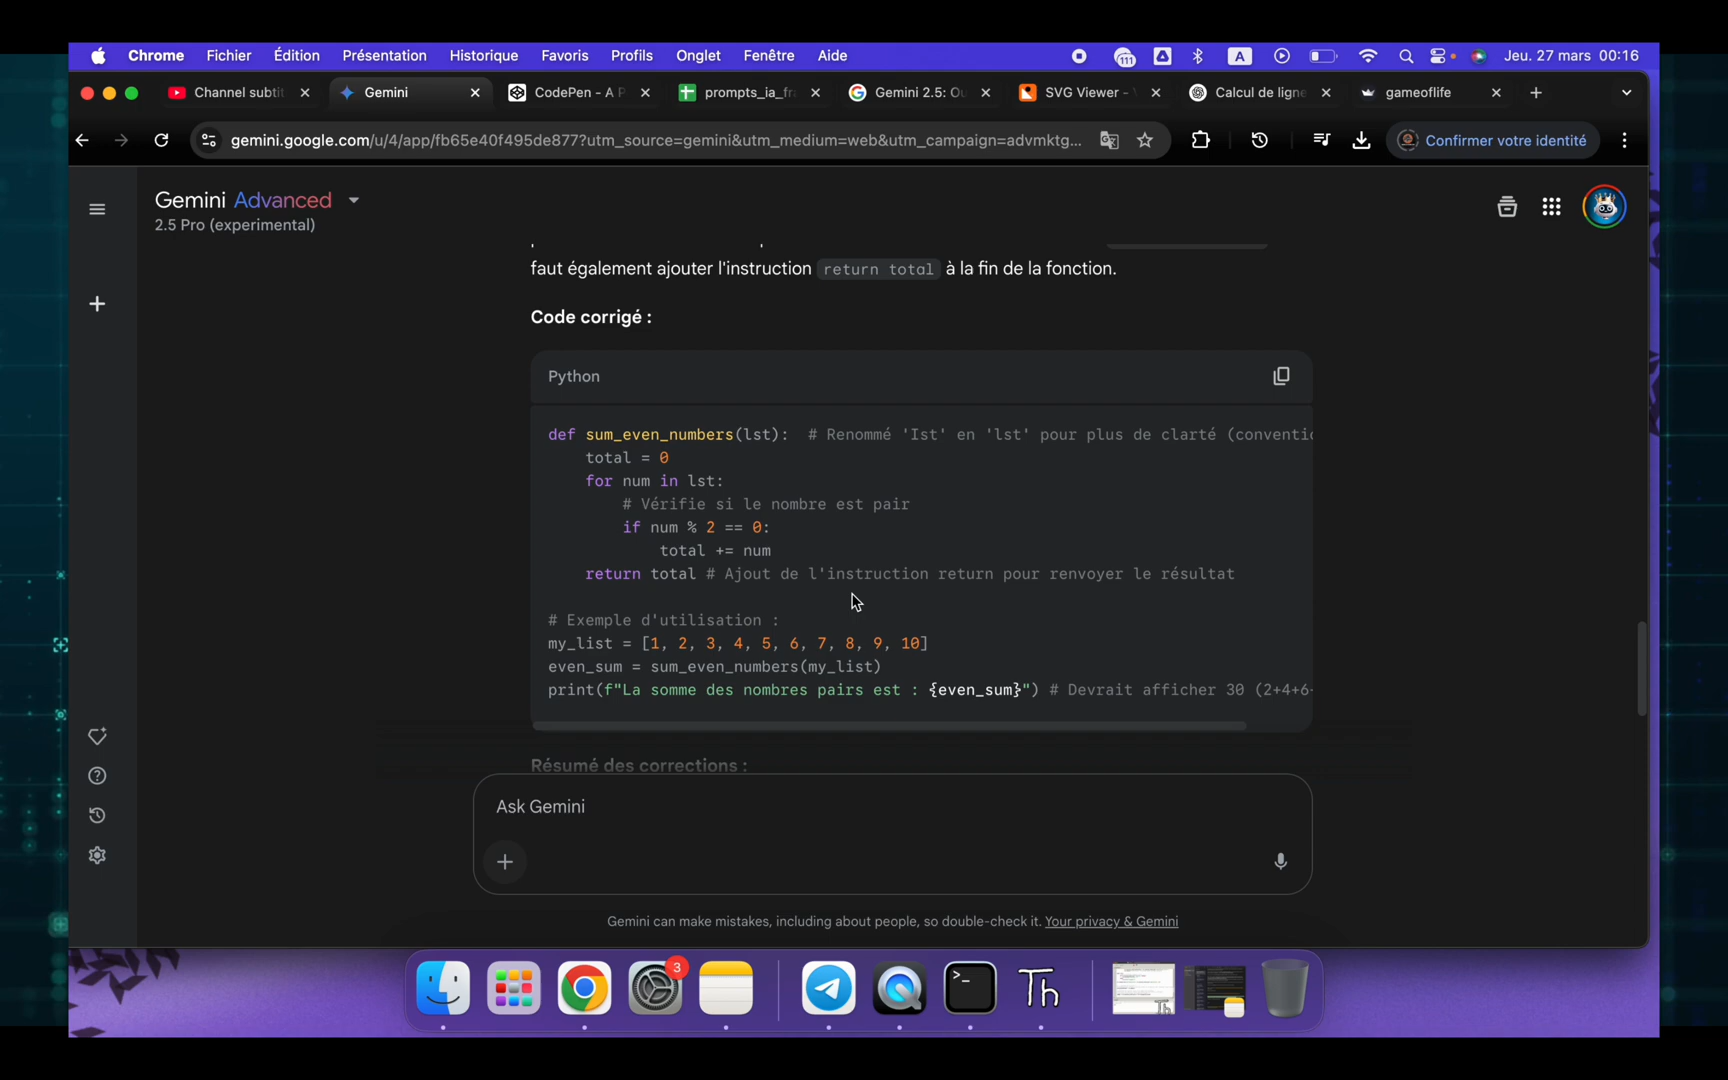 Chrome Fichier Édition Présentation Historique Favoris Profils Onglet Fenêtre Aide 111 A Jeu. 27 mars 00:16
Channel subtit Gemini CodePen - A P prompts_ia_fr Gemini 2.5: Ou SVG Viewer - Calcul de ligne gameoflife
gemini.google.com/u/4/app/fb65e40f495de877?utm_source=gemini&utm_medium=web&utm_campaign=advmktg... Confirmer votre identité
Gemini Advanced
2.5 Pro (experimental)
faut également ajouter l'instruction return total à la fin de la fonction.
Code corrigé :
Python
def sum_even_numbers(lst): # Renommé 'Ist' en 'lst' pour plus de clarté (conventio
total = 0
for num in lst:
# Vérifie si le nombre est pair
if num % 2 == 0:
total += num
return total # Ajout de l'instruction return pour renvoyer le résultat
# Exemple d'utilisation :
my_list = [1, 2, 3, 4, 5, 6, 7, 8, 9, 10]
even_sum = sum_even_numbers(my_list)
print(f"La somme des nombres pairs est : {even_sum}") # Devrait afficher 30 (2+4+6+
Résumé des corrections :
Ask Gemini
Gemini can make mistakes, including about people, so double-check it. Your privacy & Gemini
3
Th